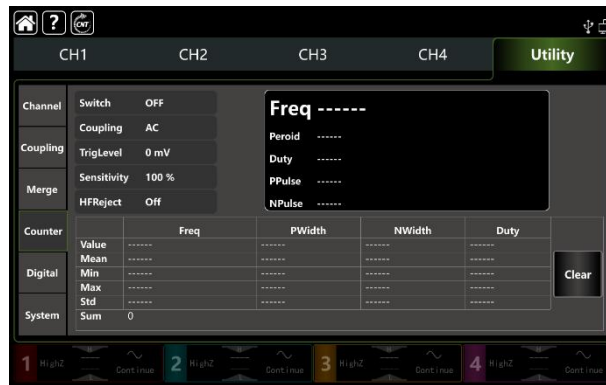 ? CNT
CH1 CH2 CH3 CH4 Utility
Channel
Coupling
Merge
Counter
Digital
System
Switch OFF
Coupling AC
TrigLevel 0 mV
Sensitivity 100 %
HFReject Off
Freq ------
Peroid ------
Duty ------
PPulse ------
NPulse ------
Freq PWidth NWidth Duty
Value ------ ------ ------ ------
Mean ------ ------ ------ ------
Min ------ ------ ------ ------
Max ------ ------ ------ ------
Std ------ ------ ------ ------
Sum 0
Clear
1 HighZ Continue 2 HighZ Continue 3 HighZ Continue 4 HighZ Continue